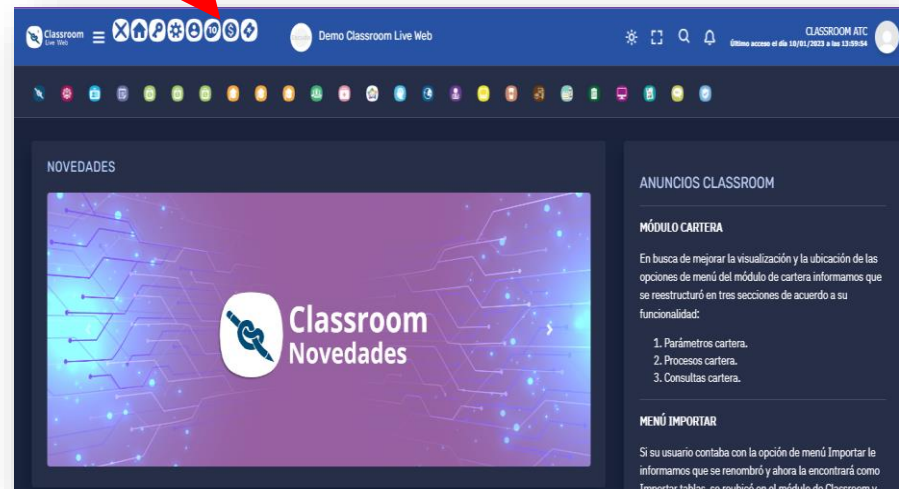 Classroom
Live Web
10
$
Demo Classroom Live Web
CLASSROOM ATC
Último acceso el día 10/01/2023 a las 13:59:54
NOVEDADES
Classroom
Novedades
ANUNCIOS CLASSROOM
MÓDULO CARTERA
En busca de mejorar la visualización y la ubicación de las
opciones de menú del módulo de cartera informamos que
se reestructuró en tres secciones de acuerdo a su
funcionalidad:
1. Parámetros cartera.
2. Procesos cartera.
3. Consultas cartera.
MENÚ IMPORTAR
Si su usuario contaba con la opción de menú Importar le
informamos que se renombró y ahora la encontrará como
Importar tablas, se reubicó en el módulo de Classroom y